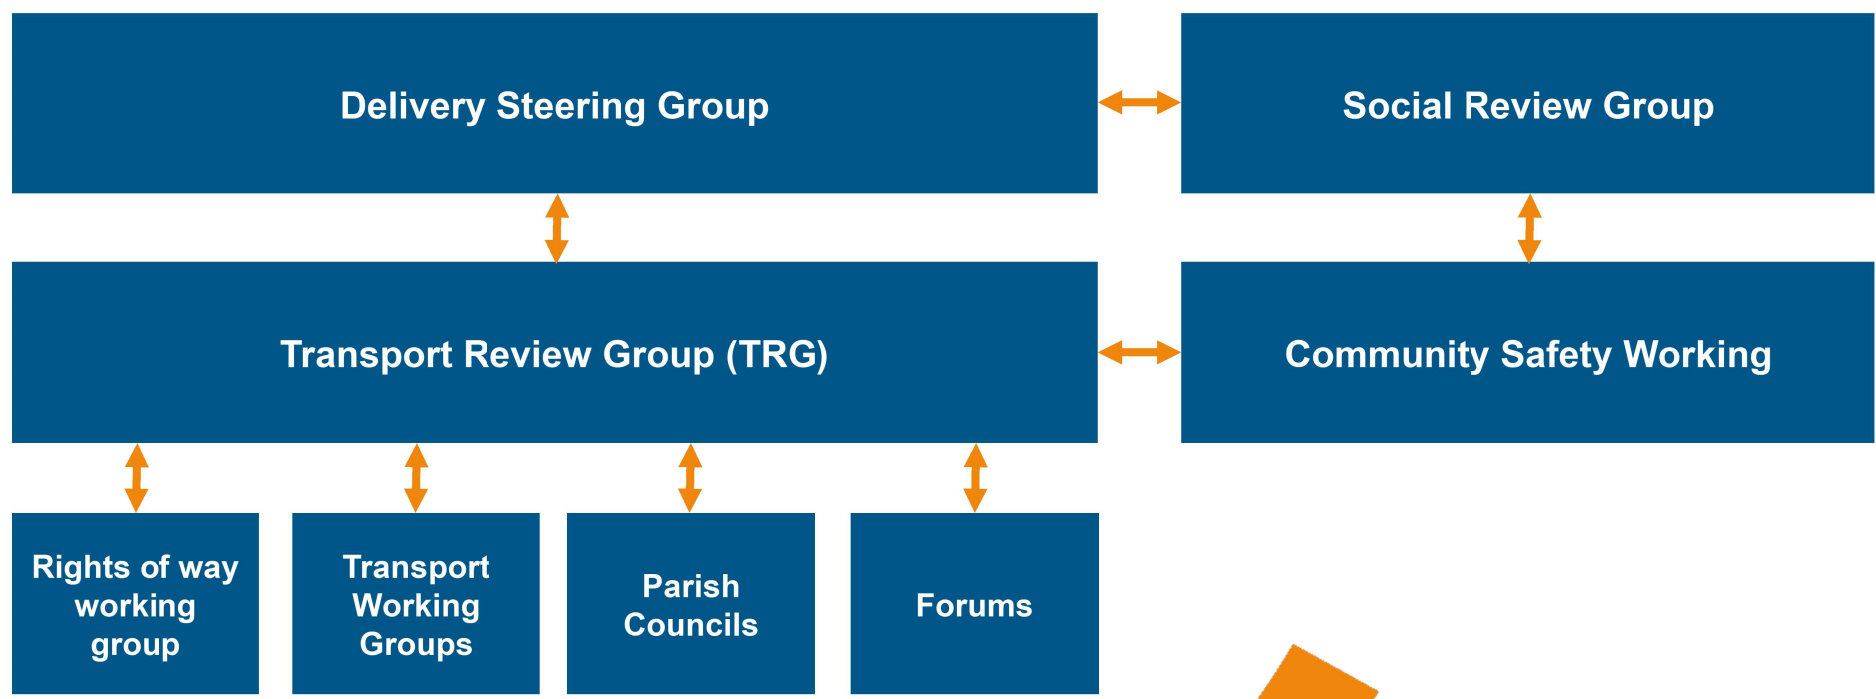 Delivery Steering Group
Social Review Group
Transport Review Group (TRG)
Community Safety Working
Rights of way
working
group
Transport
Working
Groups
Parish
Councils
Forums